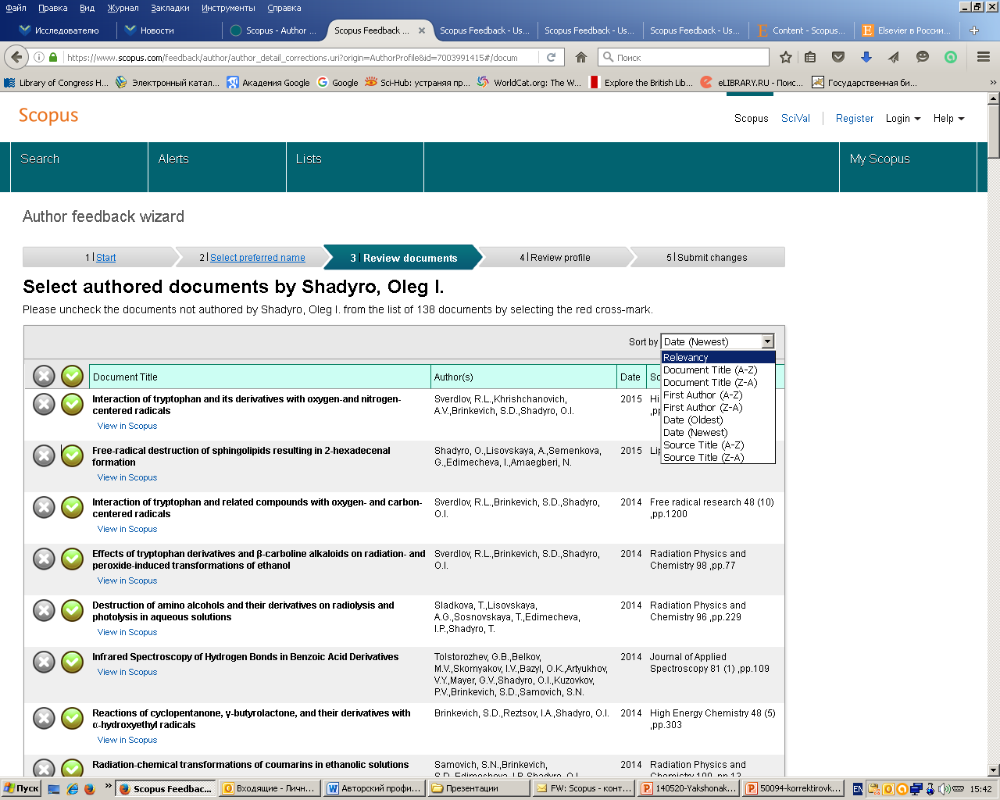 Файл Правка Вид Журнал Закладки Инструменты Справка
Исследователю Новости Scopus - Author ... Scopus Feedback ... Scopus Feedback - Us... Scopus Feedback - Us... Scopus Feedback - Us... Content - Scopus... Elsevier в России...
https://www.scopus.com/feedback/author/author_detail_corrections.uri?origin=AuthorProfile&id=7003991415#/docum Поиск
Library of Congress H... Электронный катал... Академия Google Google Sci-Hub: устраняя пр... WorldCat.org: The W... Explore the British Lib... eLIBRARY.RU - Поис... Государственная би...
Scopus
Scopus SciVal Register Login Help
Search Alerts Lists My Scopus
Author feedback wizard
1 Start 2 Select preferred name 3 Review documents 4 Review profile 5 Submit changes
Select authored documents by Shadyro, Oleg I.
Please uncheck the documents not authored by Shadyro, Oleg I. from the list of 138 documents by selecting the red cross-mark.
Sort by Date (Newest)
Relevancy
Document Title (A-Z)
Document Title (Z-A)
First Author (A-Z)
First Author (Z-A)
Date (Oldest)
Date (Newest)
Source Title (A-Z)
Source Title (Z-A)
Document Title Author(s) Date So
Interaction of tryptophan and its derivatives with oxygen-and nitrogen- Sverdlov, R.L.,Khrishchanovich, 2015 Hi
centered radicals A.V.,Brinkevich, S.D.,Shadyro, O.I. ,pp
View in Scopus
Free-radical destruction of sphingolipids resulting in 2-hexadecenal Shadyro, O.,Lisovskaya, A.,Semenkova, 2015 Lip
formation G.,Edimecheva, I.,Amaegberi, N.
View in Scopus
Interaction of tryptophan and related compounds with oxygen- and carbon- Sverdlov, R.L.,Brinkevich, S.D.,Shadyro, 2014 Free radical research 48 (10)
centered radicals O.I. ,pp.1200
View in Scopus
Effects of tryptophan derivatives and β-carboline alkaloids on radiation- and Sverdlov, R.L.,Brinkevich, S.D.,Shadyro, 2014 Radiation Physics and
peroxide-induced transformations of ethanol O.I. Chemistry 98 ,pp.77
View in Scopus
Destruction of amino alcohols and their derivatives on radiolysis and Sladkova, T.,Lisovskaya, 2014 Radiation Physics and
photolysis in aqueous solutions A.G.,Sosnovskaya, T.,Edimecheva, Chemistry 96 ,pp.229
View in Scopus I.P.,Shadyro, T.
Infrared Spectroscopy of Hydrogen Bonds in Benzoic Acid Derivatives Tolstorozhev, G.B.,Belkov, 2014 Journal of Applied
View in Scopus M.V.,Skornyakov, I.V.,Bazyl, O.K.,Artyukhov, Spectroscopy 81 (1) ,pp.109
V.Y.,Mayer, G.V.,Shadyro, O.I.,Kuzovkov,
P.V.,Brinkevich, S.D.,Samovich, S.N.
Reactions of cyclopentanone, γ-butyrolactone, and their derivatives with Brinkevich, S.D.,Reztsov, I.A.,Shadyro, O.I. 2014 High Energy Chemistry 48 (5)
α-hydroxyethyl radicals ,pp.303
View in Scopus
Radiation-chemical transformations of coumarins in ethanolic solutions Samovich, S.N.,Brinkevich, 2014 Radiation Physics and
Пуск Scopus Feedbac... Входящие - Личн... Авторский профи... Презентации FW: Scopus - конт... 140520-Yakshonak... 50094-korrektirovk... EN 15:42